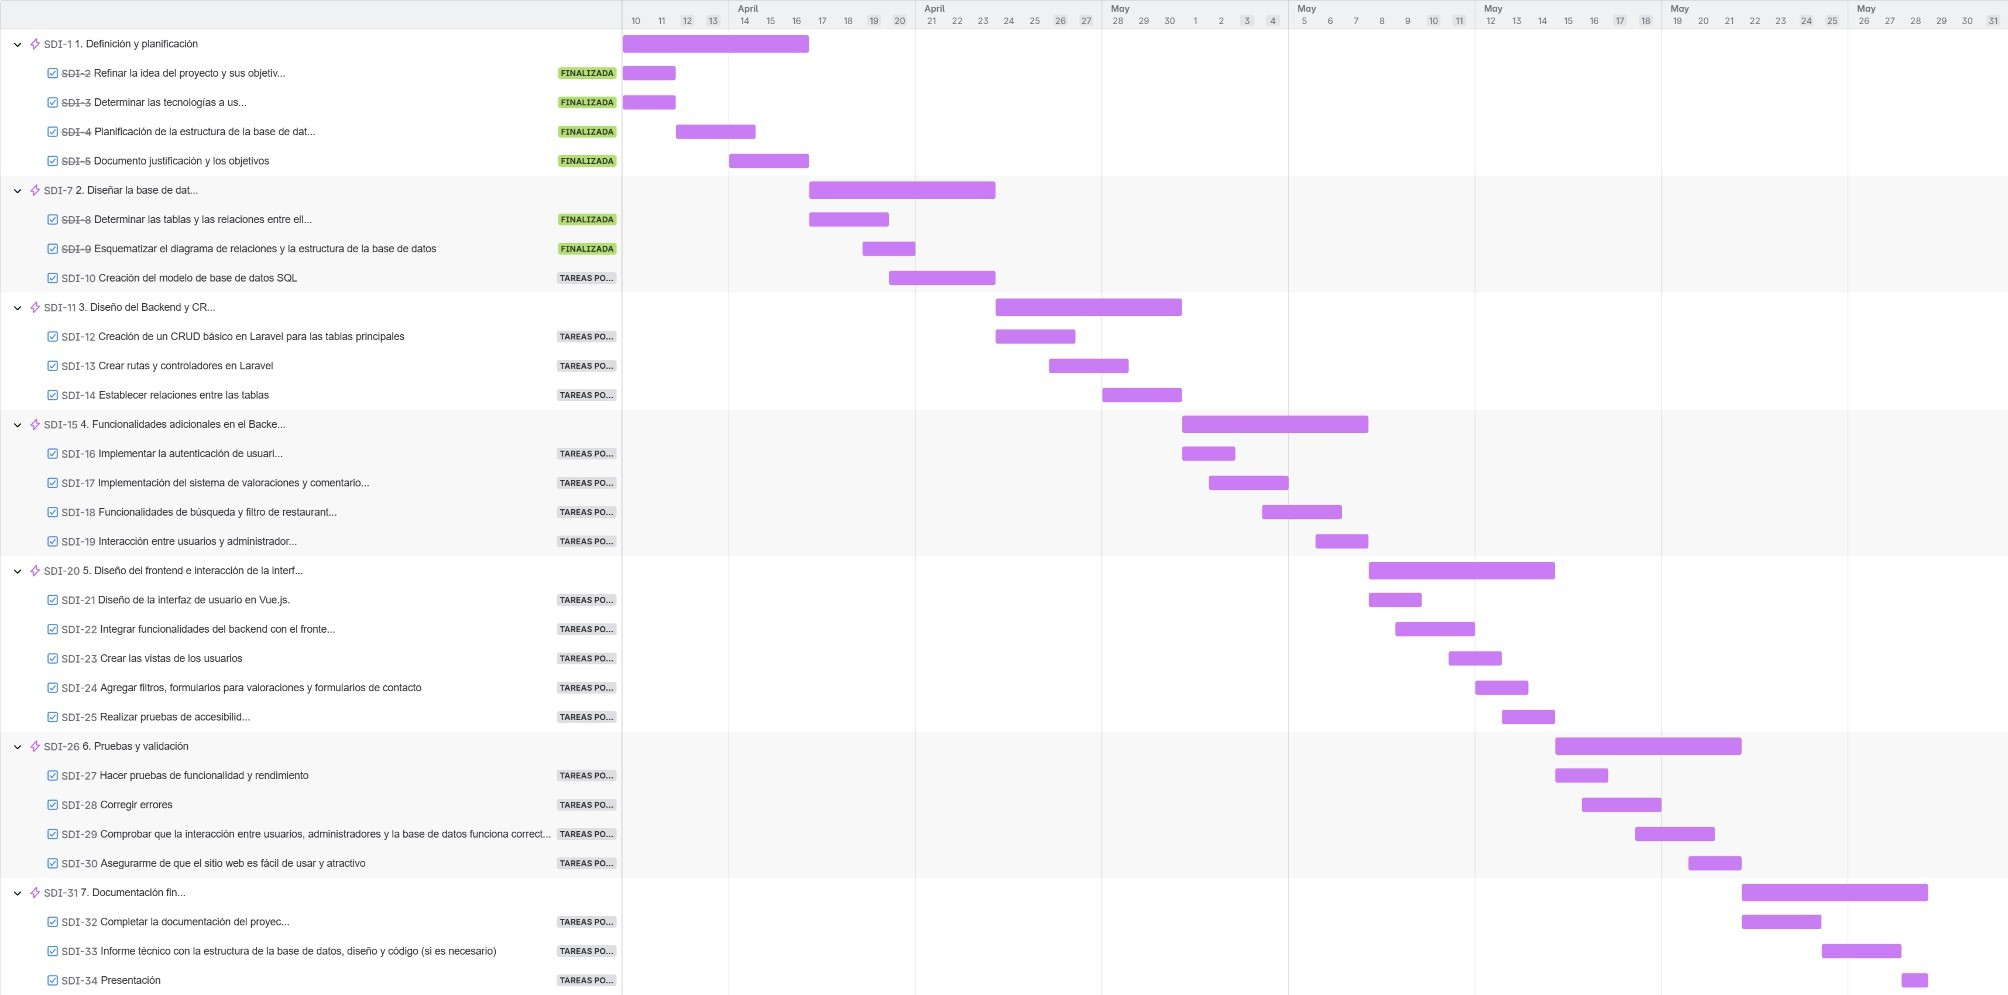 April April May May May May May
10 11 12 13 14 15 16 17 18 19 20 21 22 23 24 25 26 27 28 29 30 1 2 3 4 5 6 7 8 9 10 11 12 13 14 15 16 17 18 19 20 21 22 23 24 25 26 27 28 29 30 31
SDI-1 1. Definición y planificación
SDI-2 Refinar la idea del proyecto y sus objetiv... FINALIZADA
SDI-3 Determinar las tecnologías a us... FINALIZADA
SDI-4 Planificación de la estructura de la base de dat... FINALIZADA
SDI-5 Documento justificación y los objetivos FINALIZADA
SDI-7 2. Diseñar la base de dat...
SDI-8 Determinar las tablas y las relaciones entre ell... FINALIZADA
SDI-9 Esquematizar el diagrama de relaciones y la estructura de la base de datos FINALIZADA
SDI-10 Creación del modelo de base de datos SQL TAREAS PO...
SDI-11 3. Diseño del Backend y CR...
SDI-12 Creación de un CRUD básico en Laravel para las tablas principales TAREAS PO...
SDI-13 Crear rutas y controladores en Laravel TAREAS PO...
SDI-14 Establecer relaciones entre las tablas TAREAS PO...
SDI-15 4. Funcionalidades adicionales en el Backe...
SDI-16 Implementar la autenticación de usuari... TAREAS PO...
SDI-17 Implementación del sistema de valoraciones y comentario... TAREAS PO...
SDI-18 Funcionalidades de búsqueda y filtro de restaurant... TAREAS PO...
SDI-19 Interacción entre usuarios y administrador... TAREAS PO...
SDI-20 5. Diseño del frontend e interacción de la interf...
SDI-21 Diseño de la interfaz de usuario en Vue.js. TAREAS PO...
SDI-22 Integrar funcionalidades del backend con el fronte... TAREAS PO...
SDI-23 Crear las vistas de los usuarios TAREAS PO...
SDI-24 Agregar filtros, formularios para valoraciones y formularios de contacto TAREAS PO...
SDI-25 Realizar pruebas de accesibilid... TAREAS PO...
SDI-26 6. Pruebas y validación
SDI-27 Hacer pruebas de funcionalidad y rendimiento TAREAS PO...
SDI-28 Corregir errores TAREAS PO...
SDI-29 Comprobar que la interacción entre usuarios, administradores y la base de datos funciona correct... TAREAS PO...
SDI-30 Asegurarme de que el sitio web es fácil de usar y atractivo TAREAS PO...
SDI-31 7. Documentación fin...
SDI-32 Completar la documentación del proyec... TAREAS PO...
SDI-33 Informe técnico con la estructura de la base de datos, diseño y código (si es necesario) TAREAS PO...
SDI-34 Presentación TAREAS PO...